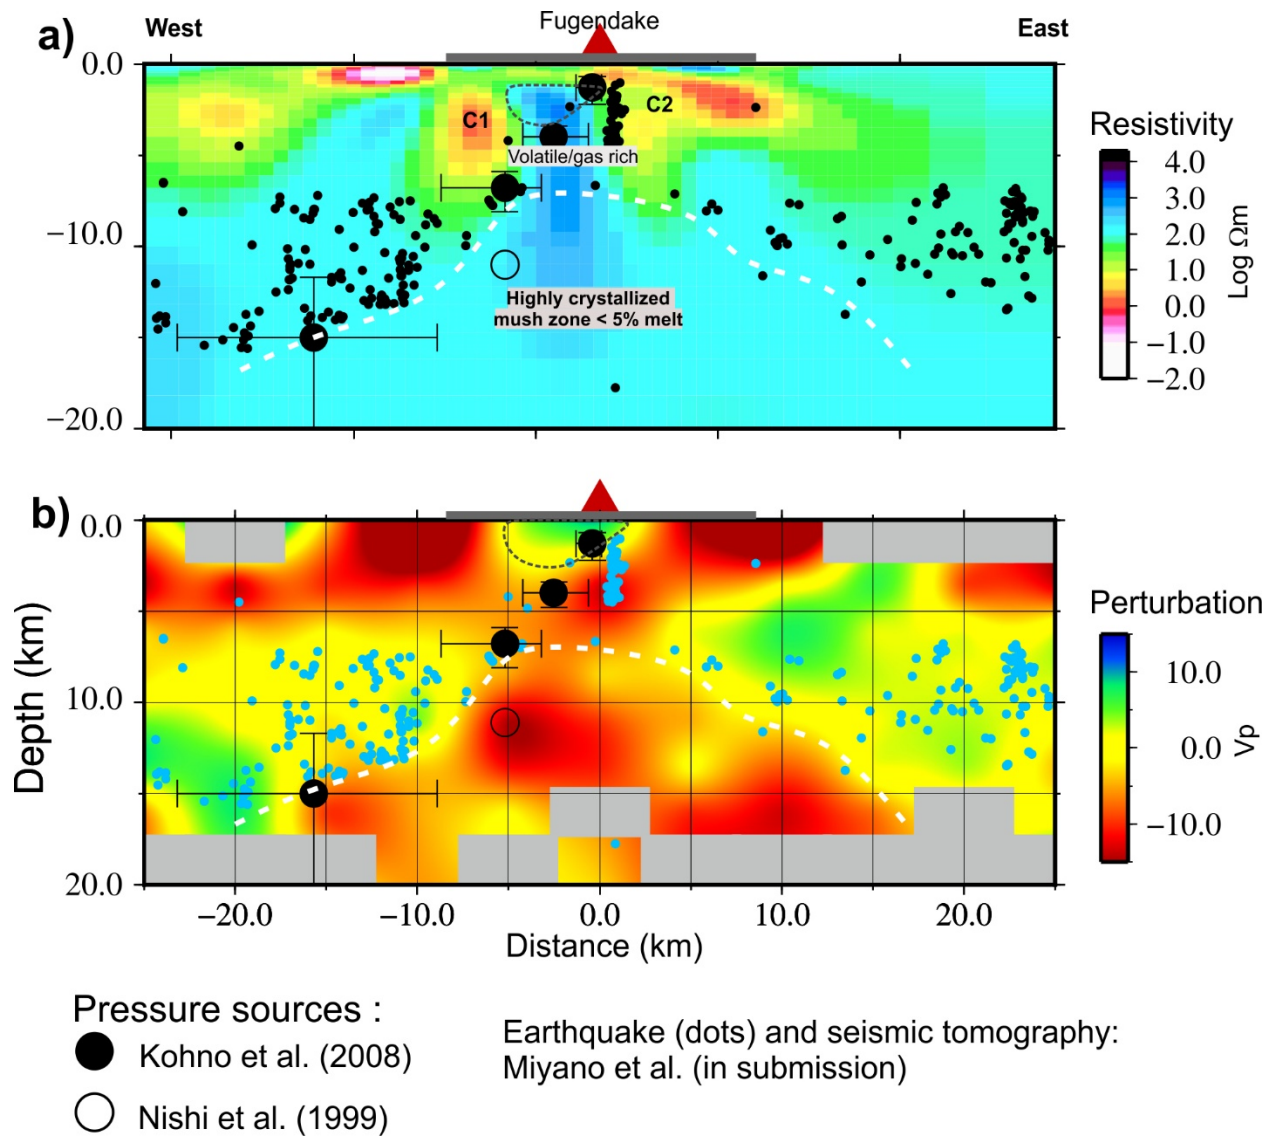 a)
West
Fugendake
East
0.0
−10.0
−20.0
C1
C2
Volatile/gas rich
Highly crystallized
mush zone < 5% melt
Resistivity
4.0
3.0
2.0
1.0
0.0
−1.0
−2.0
Log Ωm
b)
0.0
10.0
20.0
Depth (km)
−20.0 −10.0 0.0 10.0 20.0
Distance (km)
Perturbation
10.0
0.0
−10.0
Vp
Pressure sources :
Kohno et al. (2008)
Nishi et al. (1999)
Earthquake (dots) and seismic tomography:
Miyano et al. (in submission)